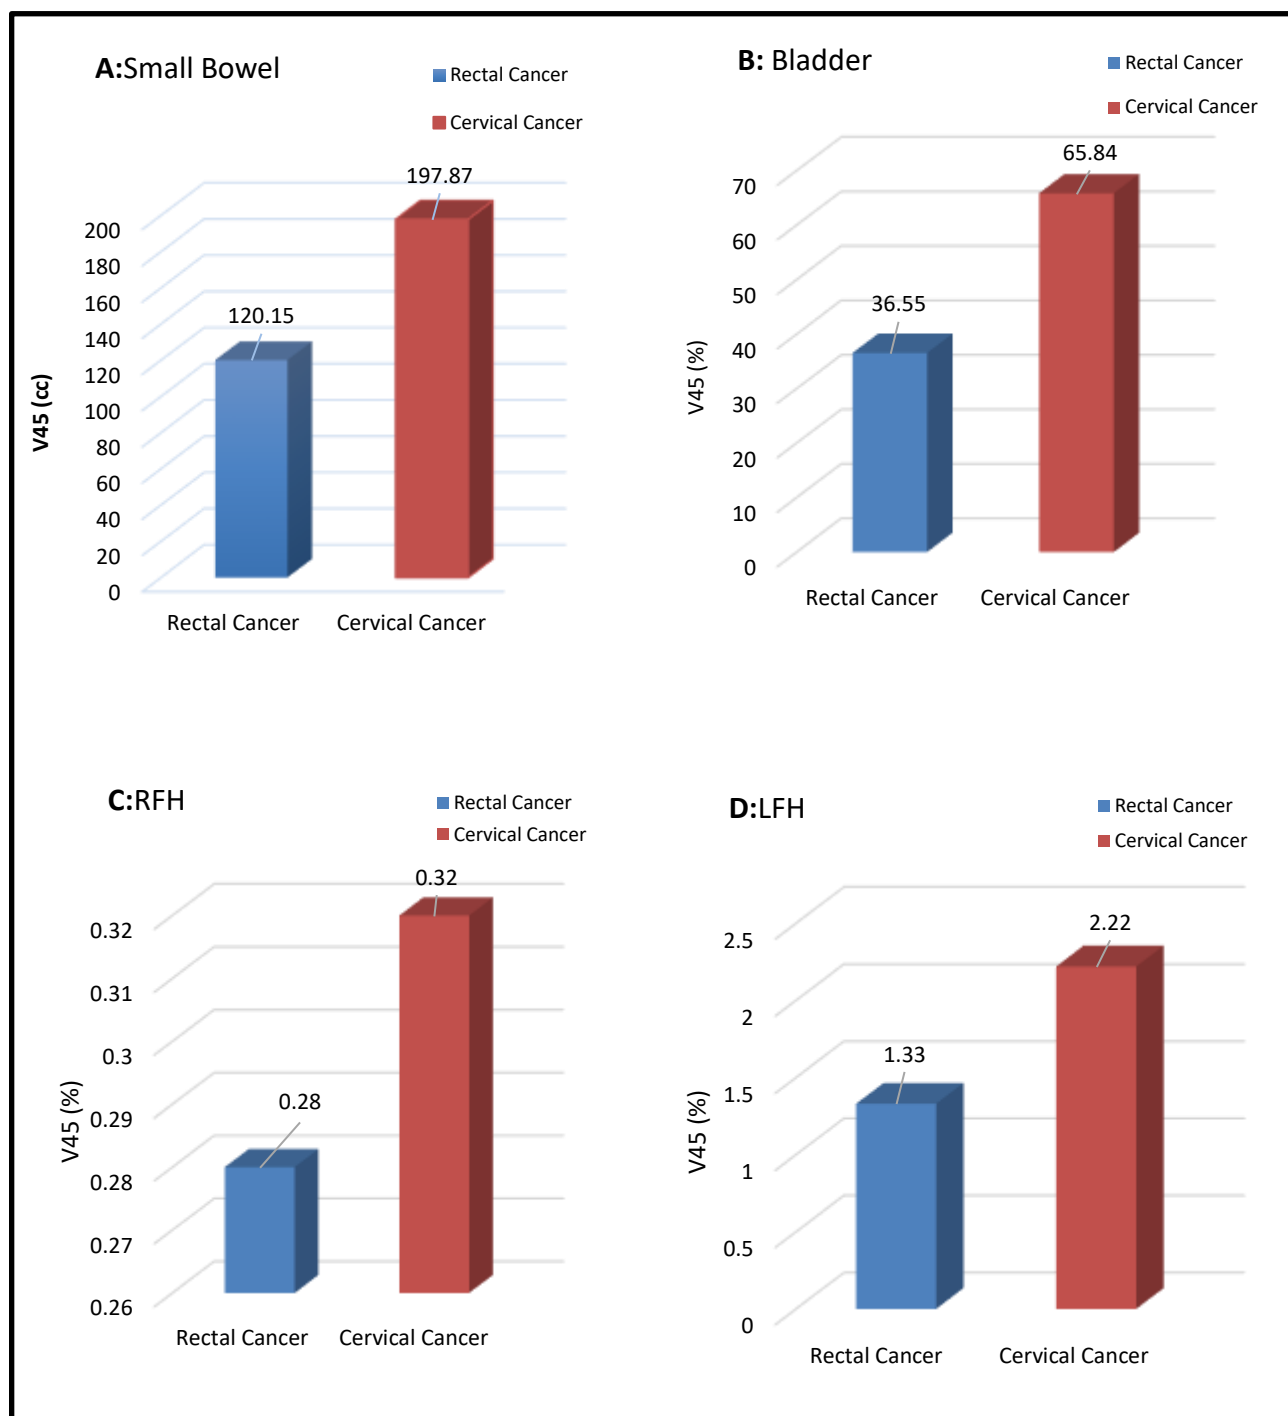 A:Small Bowel
Rectal Cancer
Cervical Cancer
197.87
120.15
V45 (cc)
200
180
160
140
120
100
80
60
40
20
0
Rectal Cancer
Cervical Cancer
B: Bladder
Rectal Cancer
Cervical Cancer
65.84
36.55
V45 (%)
70
60
50
40
30
20
10
0
Rectal Cancer
Cervical Cancer
C:RFH
Rectal Cancer
Cervical Cancer
0.32
0.28
V45 (%)
0.32
0.31
0.3
0.29
0.28
0.27
0.26
Rectal Cancer
Cervical Cancer
D:LFH
Rectal Cancer
Cervical Cancer
2.22
1.33
V45 (%)
2.5
2
1.5
1
0.5
0
Rectal Cancer
Cervical Cancer